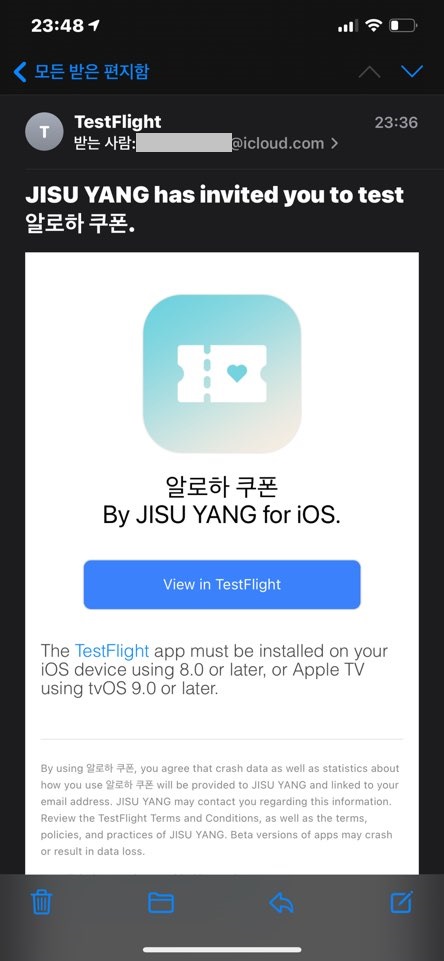 23:48
모든 받은 편지함
T
TestFlight
23:36
받는 사람:
@icloud.com
JISU YANG has invited you to test
알로하 쿠폰.
알로하 쿠폰
By JISU YANG for iOS.
View in TestFlight
The TestFlight app must be installed on your
iOS device using 8.0 or later, or Apple TV
using tvOS 9.0 or later.
By using 알로하 쿠폰, you agree that crash data as well as statistics about
how you use 알로하 쿠폰 will be provided to JISU YANG and linked to your
email address. JISU YANG may contact you regarding this information.
Review the TestFlight Terms and Conditions, as well as the terms,
policies, and practices of JISU YANG. Beta versions of apps may crash
or result in data loss.